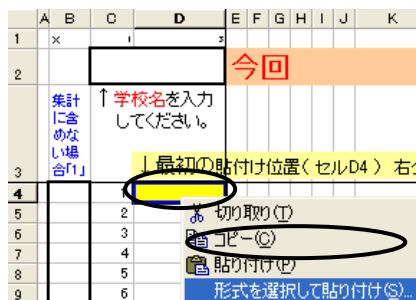 A B C D E F G H I J K
1 × 1 3
2 今回
集計に含めない場合「1」
↑学校名を入力してください。
3 ↓最初の貼付け位置(セルD4) 右
4 1
5 2
切り取り(T)
6 3
コピー(C)
7 4
貼り付け(P)
8 5
形式を選択して貼り付け(S)...
9 6